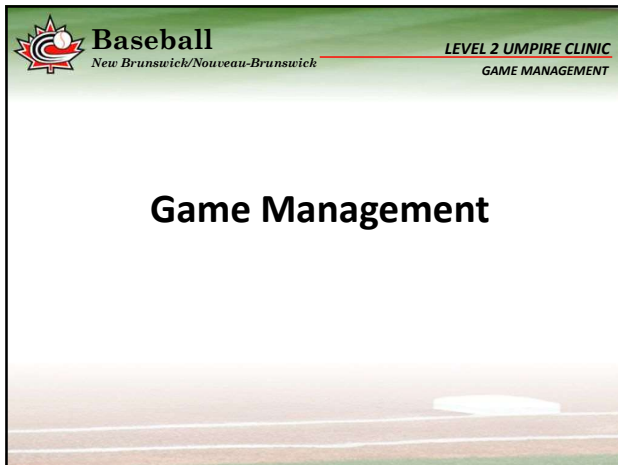 Baseball
New Brunswick/Nouveau-Brunswick
LEVEL 2 UMPIRE CLINIC
GAME MANAGEMENT
Game Management